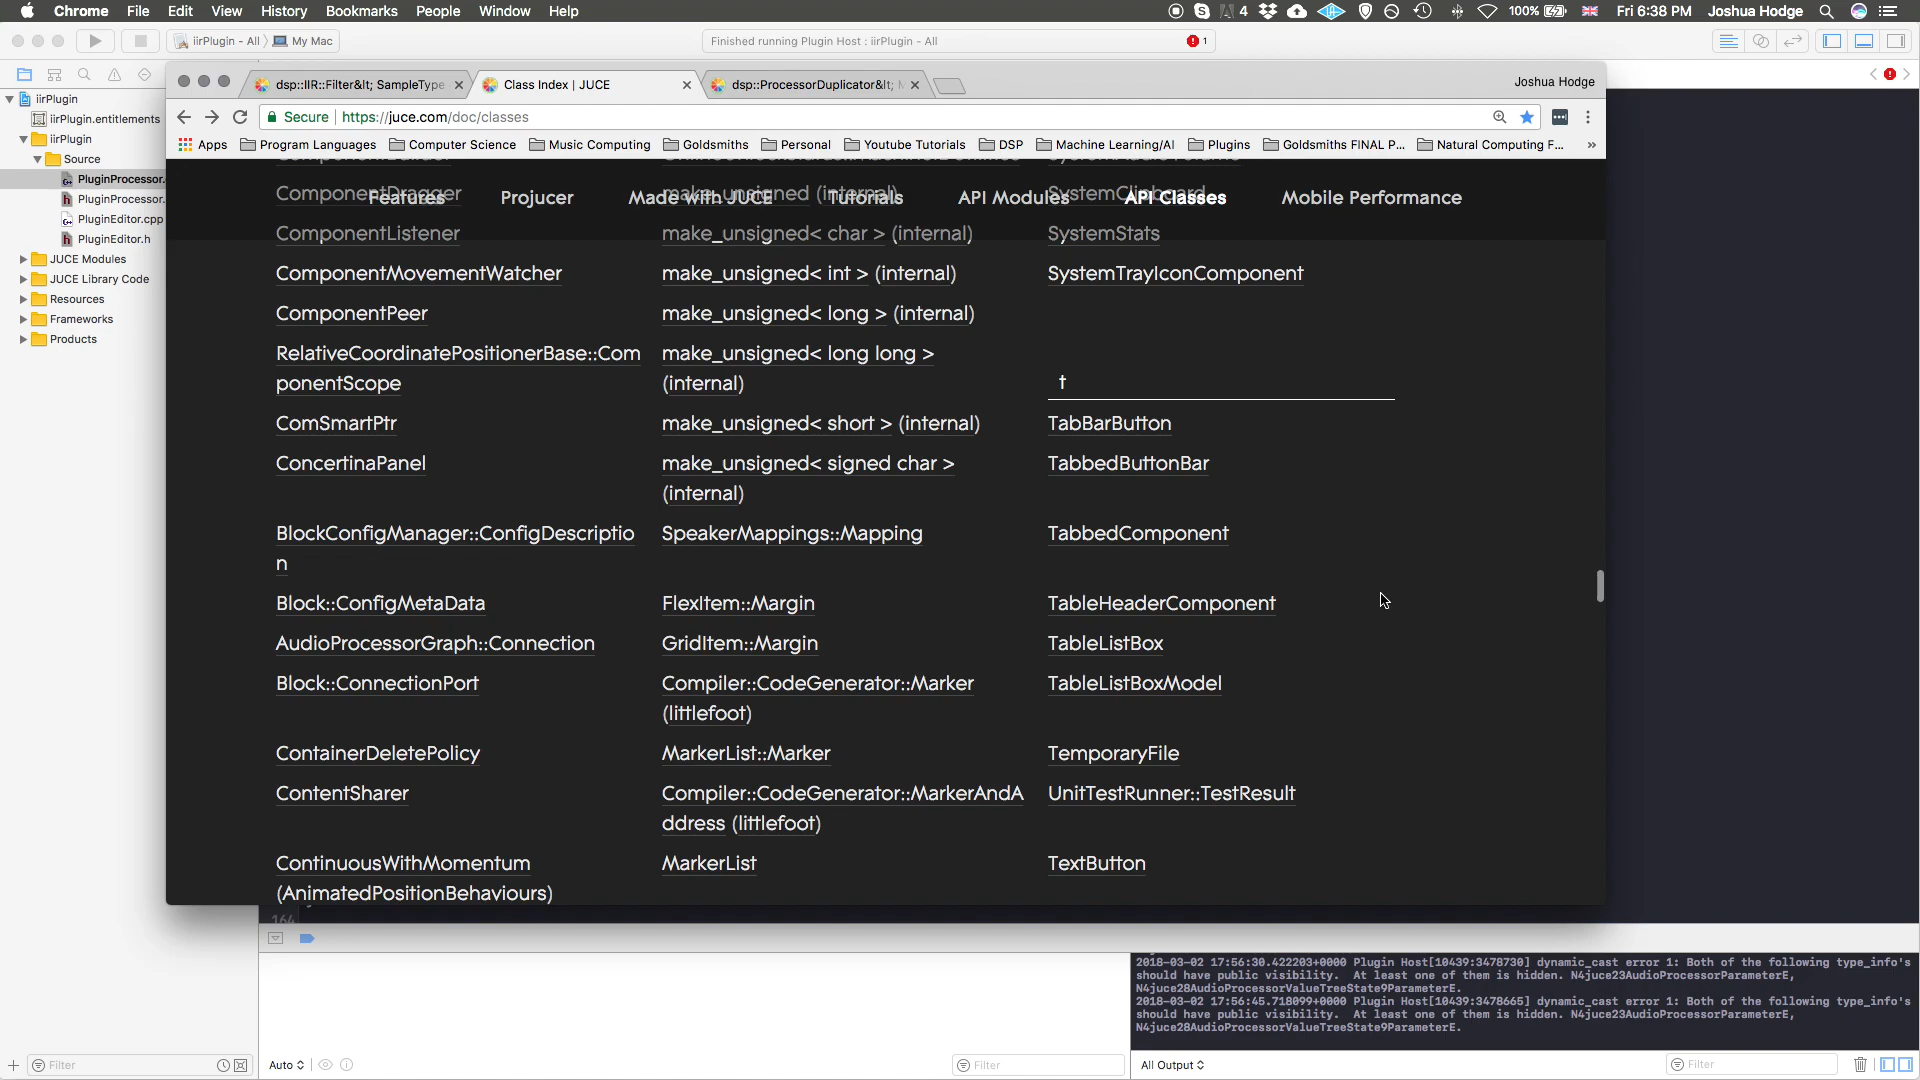 Chrome File Edit View History Bookmarks People Window Help
4 100% Fri 6:38 PM Joshua Hodge
iirPlugin - All My Mac
Finished running Plugin Host : iirPlugin - All
1
dsp::IIR::Filter&lt; SampleType
Class Index | JUCE
dsp::ProcessorDuplicator&lt;
Joshua Hodge
Secure https://juce.com/doc/classes
Apps Program Languages Computer Science Music Computing Goldsmiths Personal Youtube Tutorials DSP Machine Learning/AI Plugins Goldsmiths FINAL P... Natural Computing F... »
iirPlugin
iirPlugin.entitlements
iirPlugin
Source
PluginProcessor.
PluginProcessor.
PluginEditor.cpp
PluginEditor.h
JUCE Modules
JUCE Library Code
Resources
Frameworks
Products
Features Projucer Made with JUCE Tutorials API Modules API Classes Mobile Performance
ComponentDragger
ComponentListener
ComponentMovementWatcher
ComponentPeer
RelativeCoordinatePositionerBase::Com
ponentScope
ComSmartPtr
ConcertinaPanel
BlockConfigManager::ConfigDescriptio
n
Block::ConfigMetaData
AudioProcessorGraph::Connection
Block::ConnectionPort
ContainerDeletePolicy
ContentSharer
ContinuousWithMomentum
(AnimatedPositionBehaviours)
make_unsigned (internal)
make_unsigned< char > (internal)
make_unsigned< int > (internal)
make_unsigned< long > (internal)
make_unsigned< long long >
(internal)
make_unsigned< short > (internal)
make_unsigned< signed char >
(internal)
SpeakerMappings::Mapping
FlexItem::Margin
GridItem::Margin
Compiler::CodeGenerator::Marker
(littlefoot)
MarkerList::Marker
Compiler::CodeGenerator::MarkerAndA
ddress (littlefoot)
MarkerList
SystemClipboard
SystemStats
SystemTrayIconComponent
t
TabBarButton
TabbedButtonBar
TabbedComponent
TableHeaderComponent
TableListBox
TableListBoxModel
TemporaryFile
UnitTestRunner::TestResult
TextButton
164
2018-03-02 17:56:30.422203+0000 Plugin Host[10439:3478730] dynamic_cast error 1: Both of the following type_info's
should have public visibility. At least one of them is hidden. N4juce23AudioProcessorParameterE,
N4juce28AudioProcessorValueTreeState9ParameterE.
2018-03-02 17:56:45.718099+0000 Plugin Host[10439:3478665] dynamic_cast error 1: Both of the following type_info's
should have public visibility. At least one of them is hidden. N4juce23AudioProcessorParameterE,
N4juce28AudioProcessorValueTreeState9ParameterE.
Filter
Auto
Filter
All Output
Filter